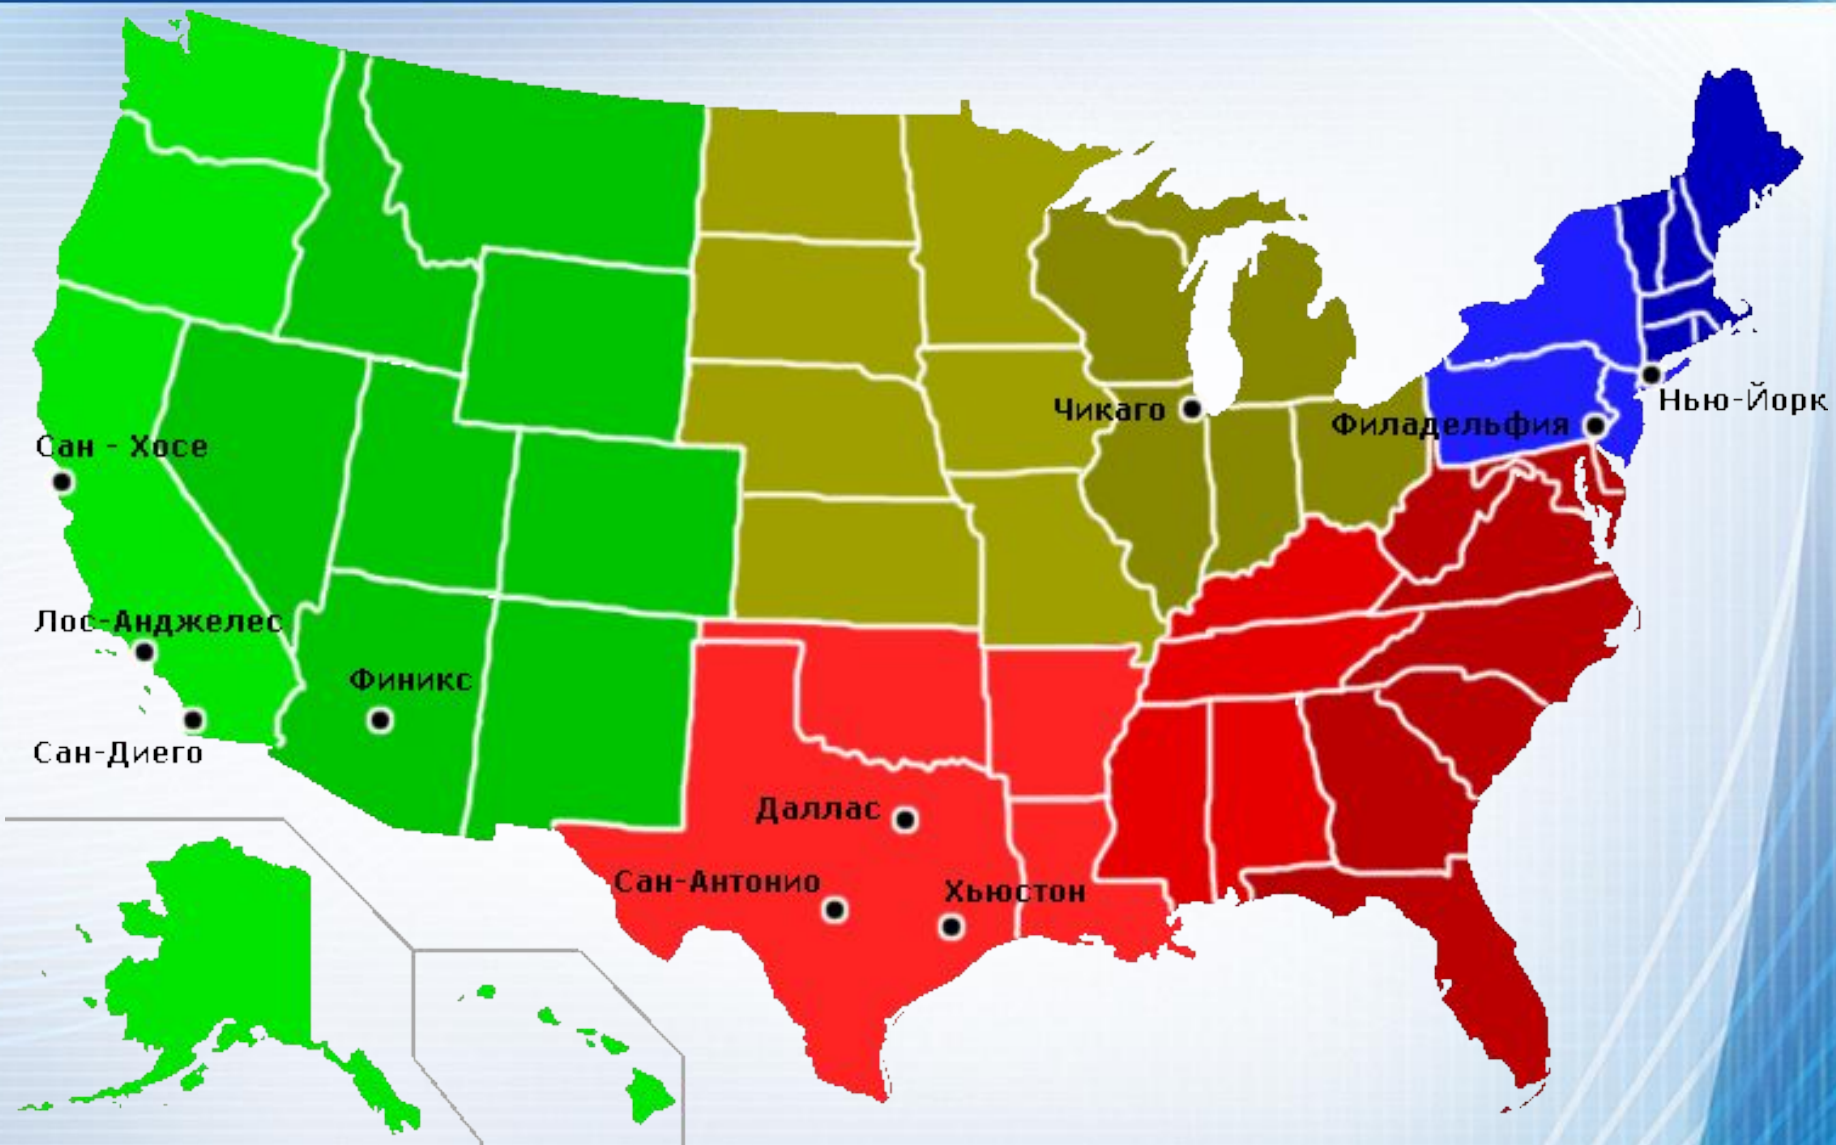 Нью-Йорк
Чикаго
Филадельфия
Сан - Хосе
Лос-Анджелес
Финикс
Сан-Диего
Даллас
Сан-Антонио
Хьюстон